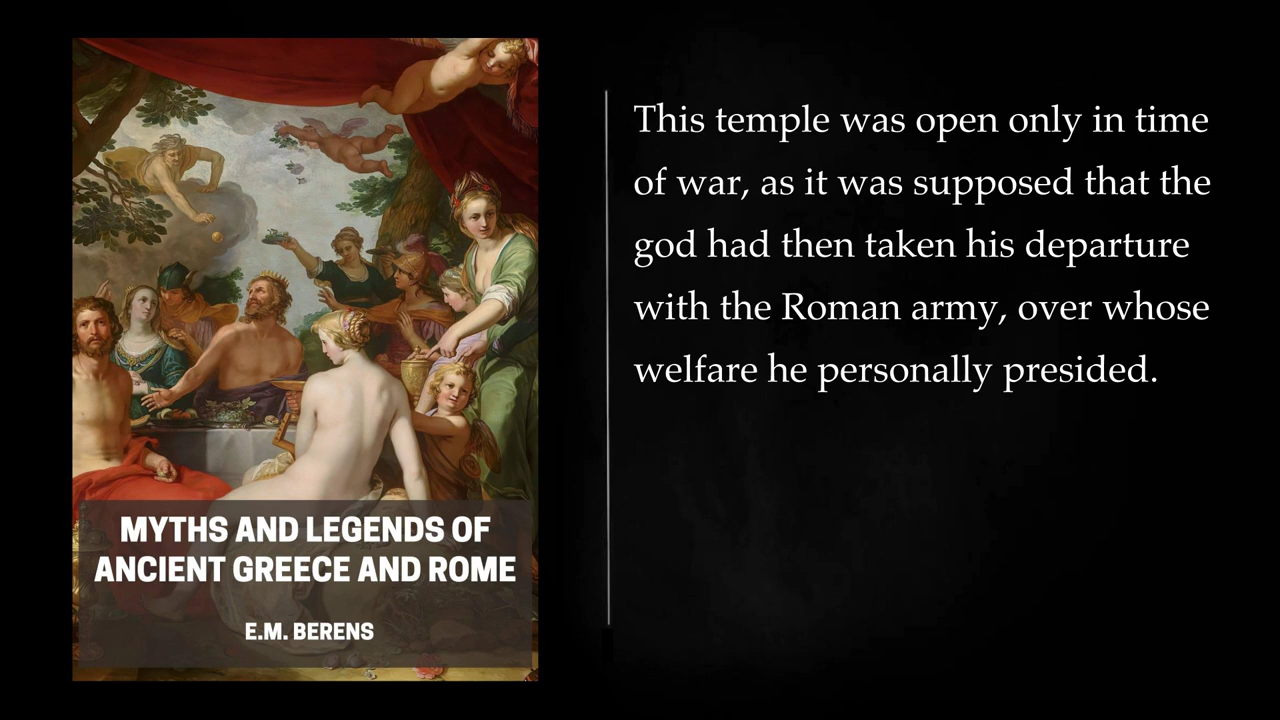 MYTHS AND LEGENDS OF
ANCIENT GREECE AND ROME
E.M. BERENS
This temple was open only in time
of war, as it was supposed that the
god had then taken his departure
with the Roman army, over whose
welfare he personally presided.